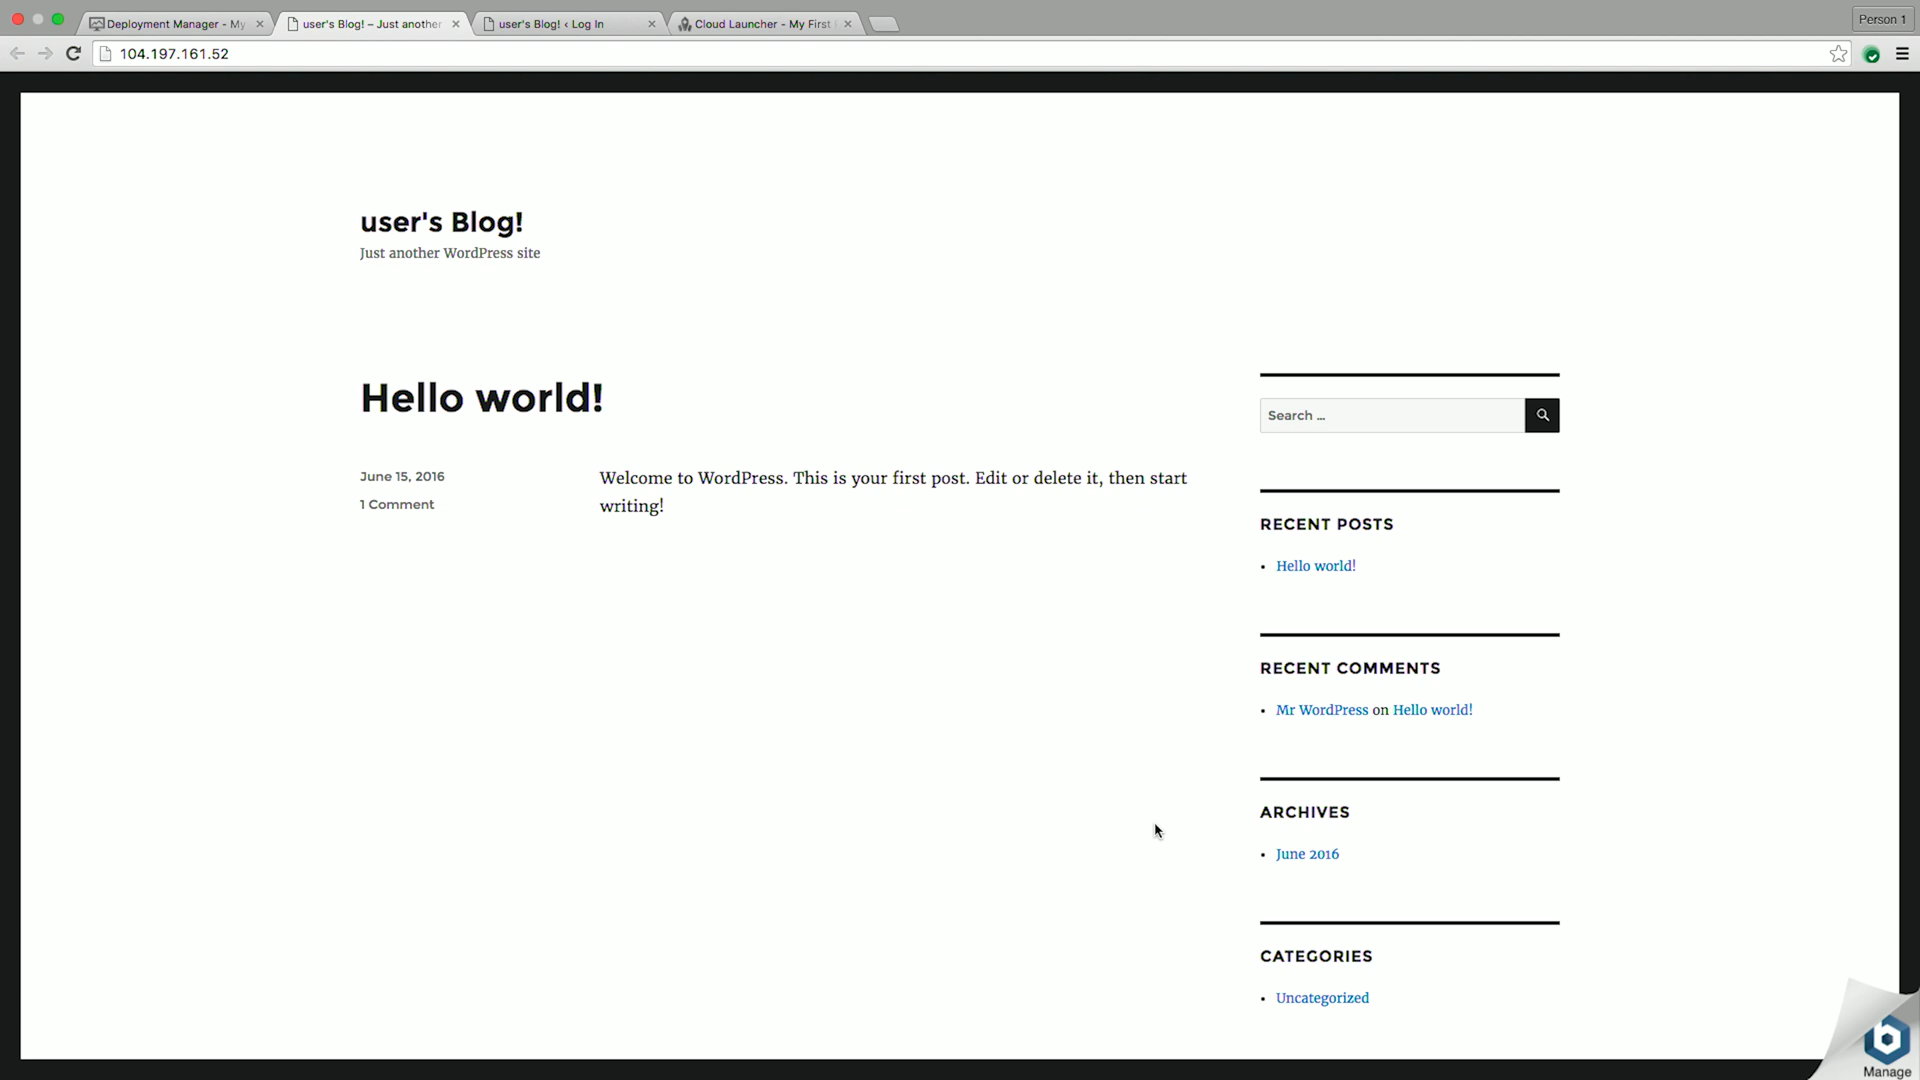 Deployment Manager - My
user's Blog! – Just another
user's Blog! ‹ Log In
Cloud Launcher - My First
Person 1
104.197.161.52
user's Blog!
Just another WordPress site
Hello world!
June 15, 2016
1 Comment
Welcome to WordPress. This is your first post. Edit or delete it, then start
writing!
Search …
RECENT POSTS
Hello world!
RECENT COMMENTS
Mr WordPress on Hello world!
ARCHIVES
June 2016
CATEGORIES
Uncategorized
Manage